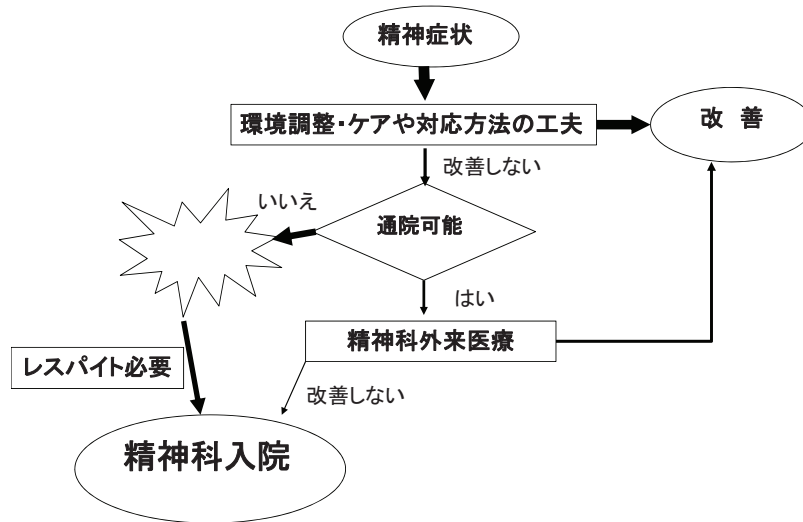 精神症状
環境調整・ケアや対応方法の工夫
改 善
改善しない
いいえ
通院可能
はい
精神科外来医療
レスパイト必要
改善しない
精神科入院